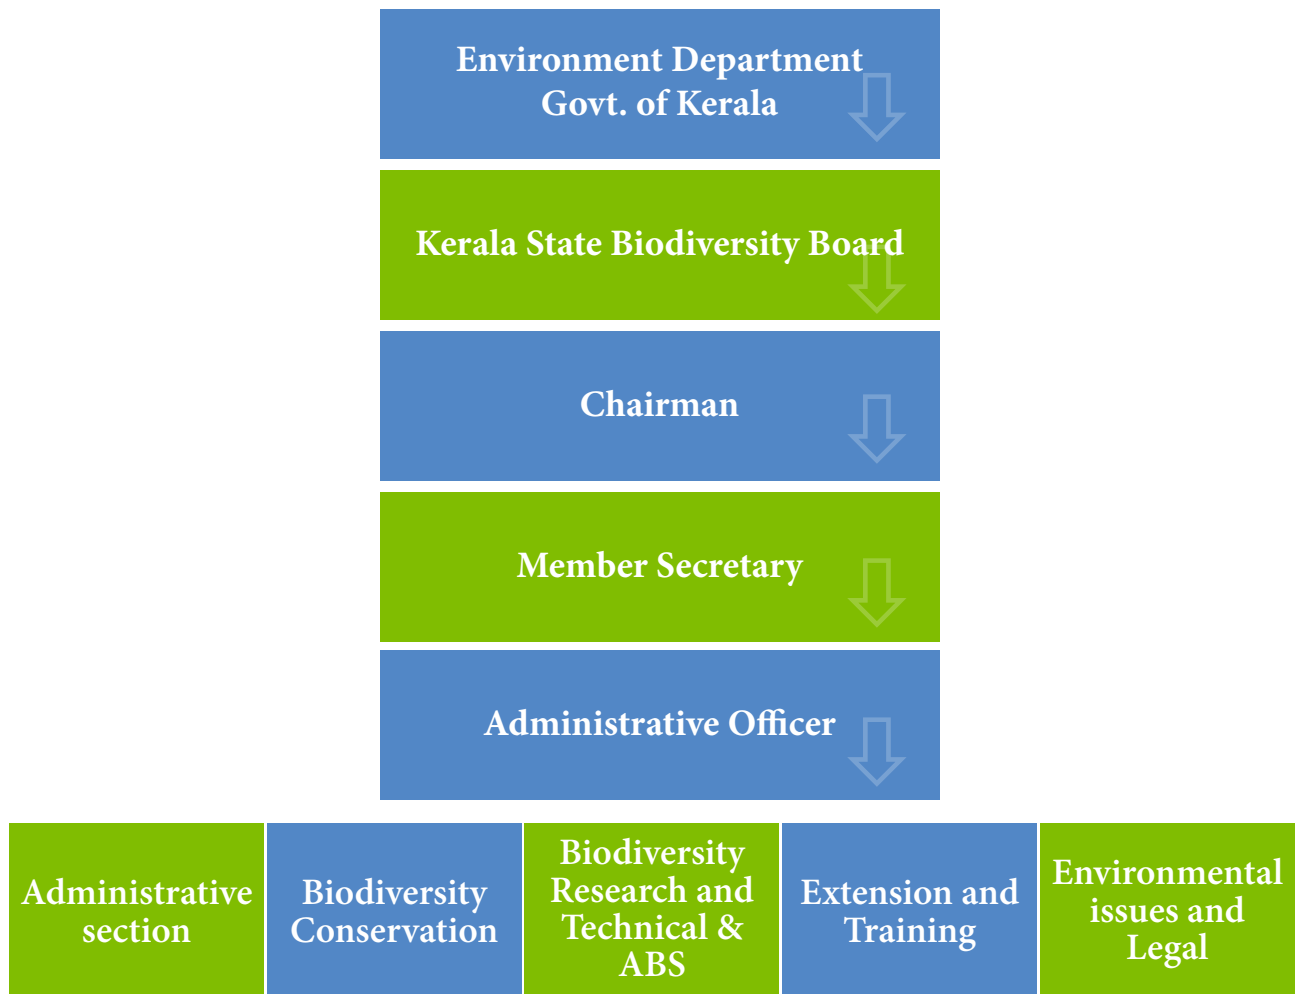 Environment Department
Govt. of Kerala
Kerala State Biodiversity Board
Chairman
Member Secretary
Administrative Officer
Administrative
section
Biodiversity
Conservation
Biodiversity
Research and
Technical &
ABS
Extension and
Training
Environmental
issues and
Legal